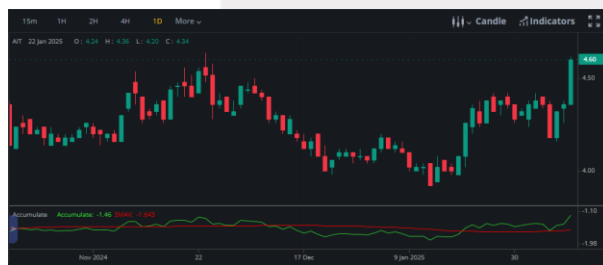 15m 1H 2H 4H 1D More Candle Indicators
AIT 22 Jan 2025 O: 4.24 H: 4.36 L: 4.20 C: 4.34
4.60
4.50
4.00
Accumulate Accumulate: -1.46 SMAX -1.643
-1.10
-1.98
Nov 2024 22 17 Dec 9 Jan 2025 30